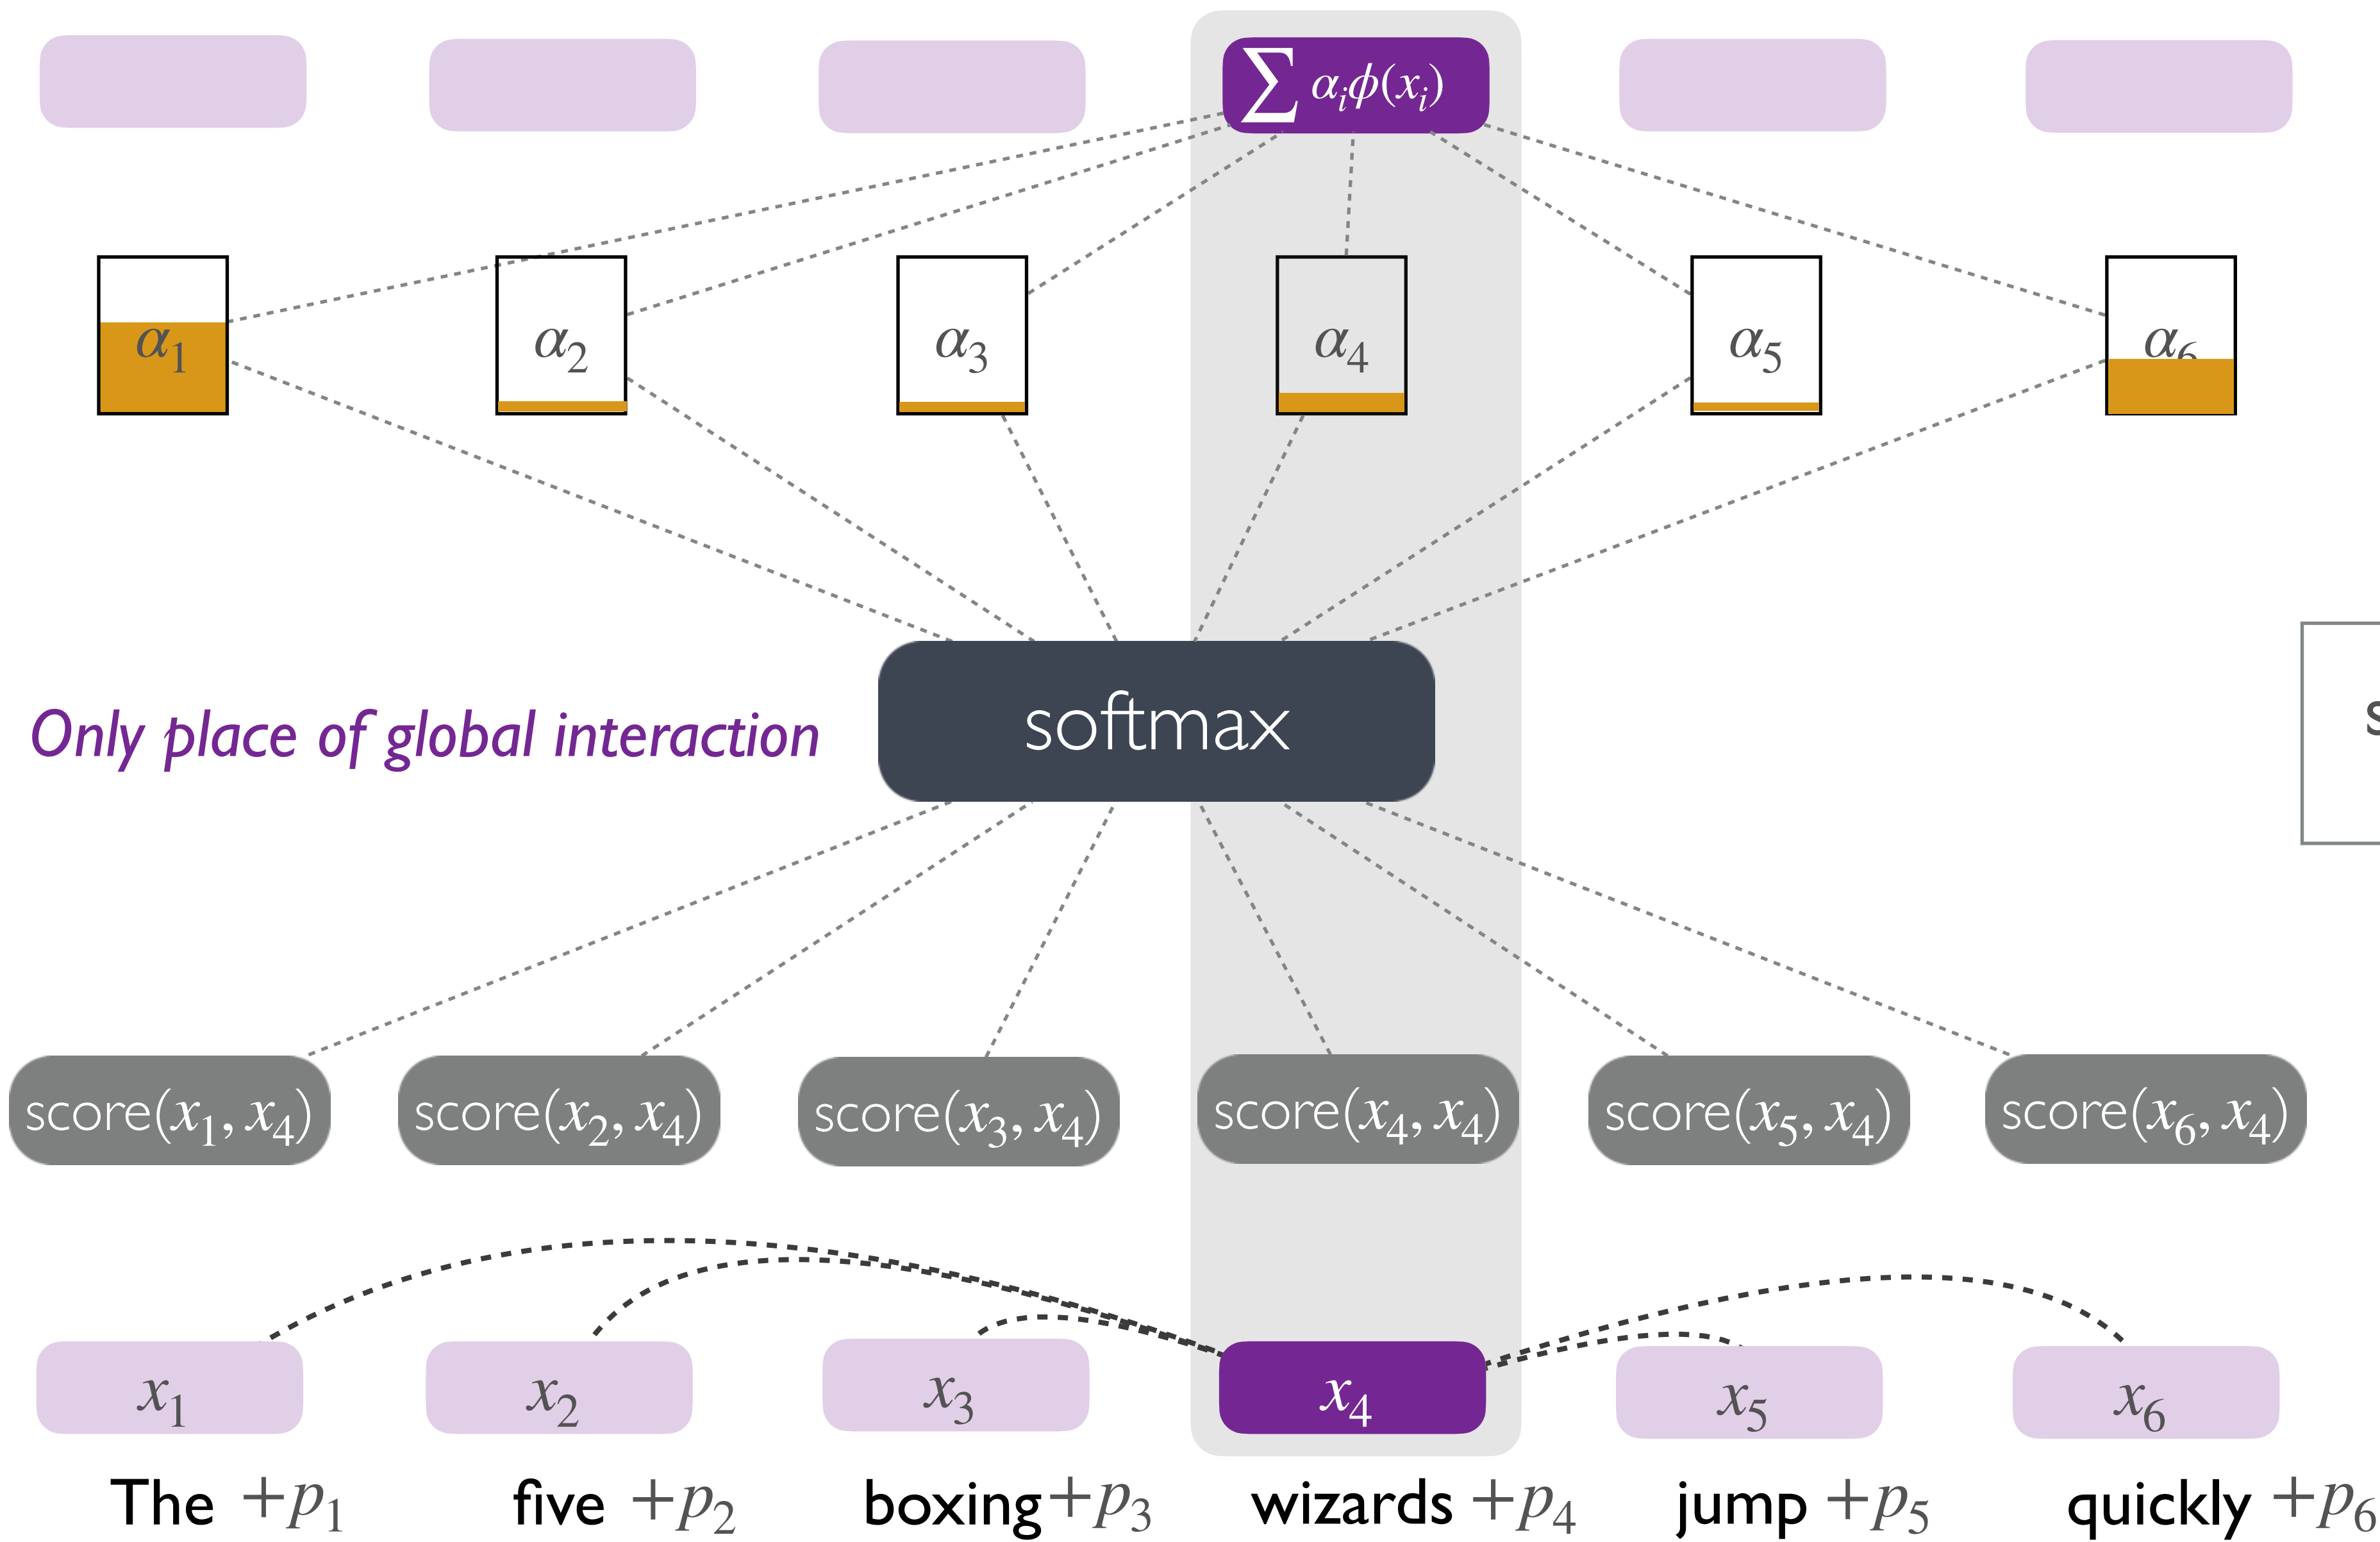 ∑ αᵢϕ(xᵢ)
α₁ α₂ α₃ α₄ α₅ α₆
Only place of global interaction
softmax
score(x₁, x₄) score(x₂, x₄) score(x₃, x₄) score(x₄, x₄) score(x₅, x₄) score(x₆, x₄)
x₁ x₂ x₃ x₄ x₅ x₆
The +p₁ five +p₂ boxing +p₃ wizards +p₄ jump +p₅ quickly +p₆